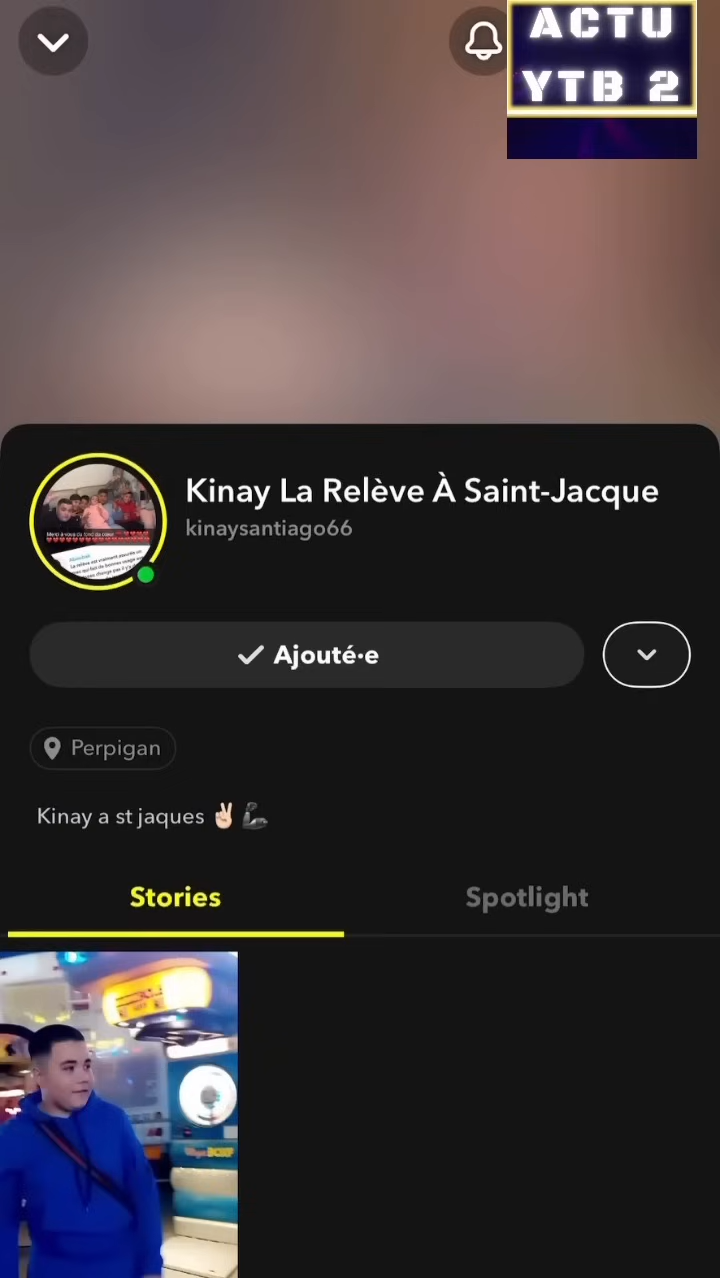 ACTU
YTB 2
Kinay La Relève À Saint-Jacque
kinaysantiago66
Ajouté·e
Perpigan
Kinay a st jaques ✌🏻🦾
Stories
Spotlight